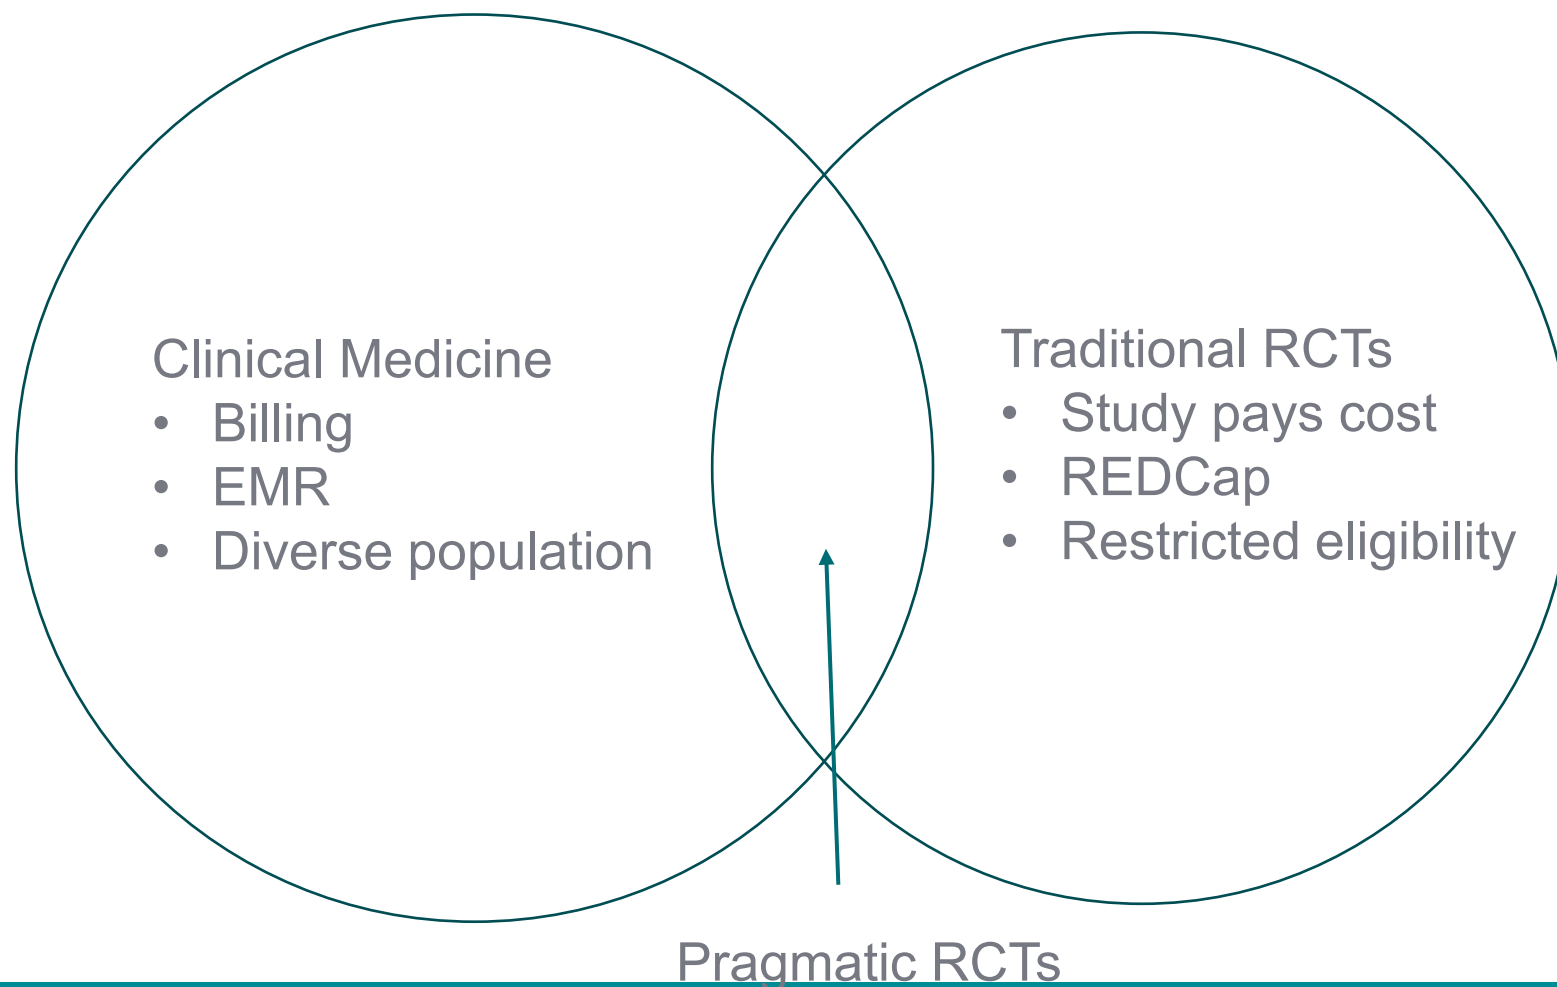 Clinical Medicine
• Billing
• EMR
• Diverse population
Traditional RCTs
• Study pays cost
• REDCap
• Restricted eligibility
Pragmatic RCTs